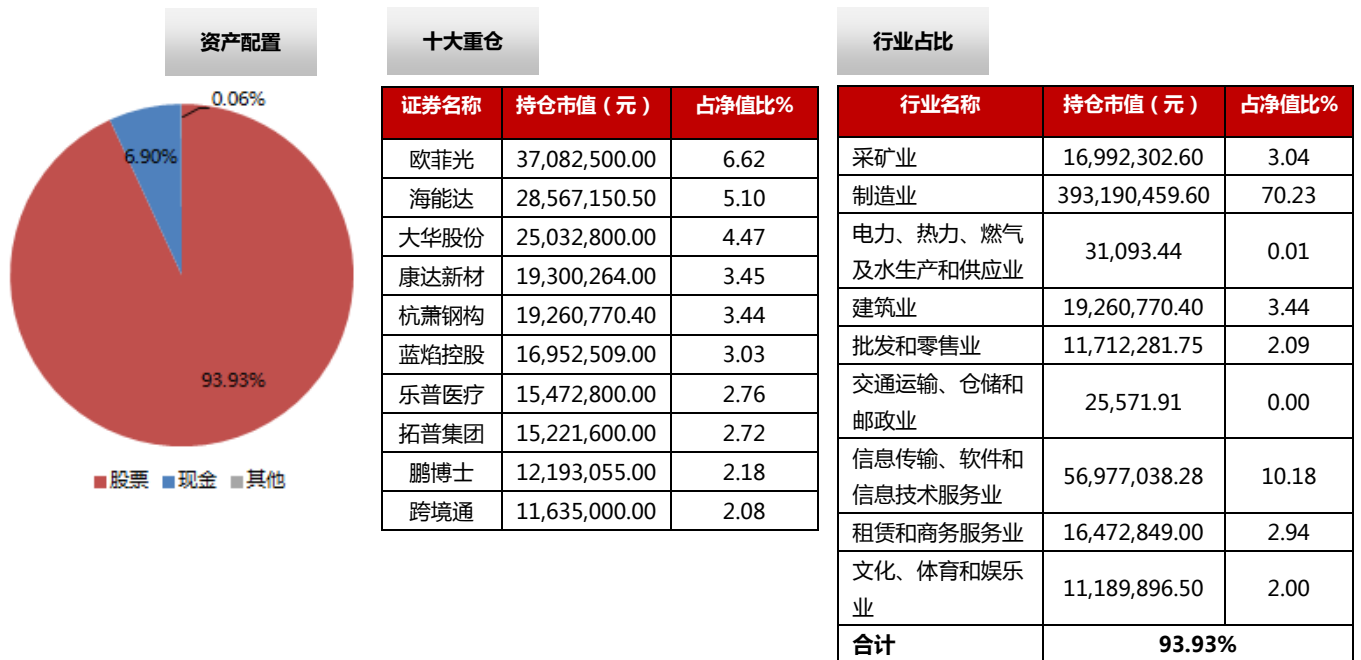 资产配置
0.06%
6.90%
93.93%
股票 现金 其他
十大重仓
证券名称 持仓市值（元） 占净值比%
欧菲光 37,082,500.00 6.62
海能达 28,567,150.50 5.10
大华股份 25,032,800.00 4.47
康达新材 19,300,264.00 3.45
杭萧钢构 19,260,770.40 3.44
蓝焰控股 16,952,509.00 3.03
乐普医疗 15,472,800.00 2.76
拓普集团 15,221,600.00 2.72
鹏博士 12,193,055.00 2.18
跨境通 11,635,000.00 2.08
行业占比
行业名称 持仓市值（元） 占净值比%
采矿业 16,992,302.60 3.04
制造业 393,190,459.60 70.23
电力、热力、燃气
及水生产和供应业 31,093.44 0.01
建筑业 19,260,770.40 3.44
批发和零售业 11,712,281.75 2.09
交通运输、仓储和
邮政业 25,571.91 0.00
信息传输、软件和
信息技术服务业 56,977,038.28 10.18
租赁和商务服务业 16,472,849.00 2.94
文化、体育和娱乐
业 11,189,896.50 2.00
合计 93.93%